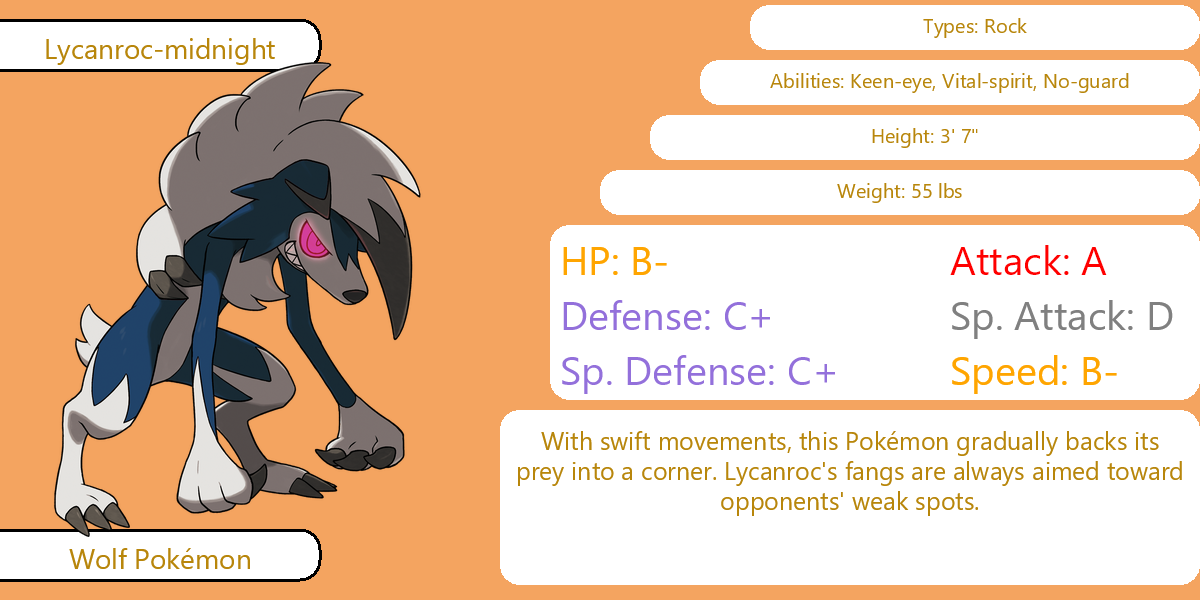 Lycanroc-midnight
Types: Rock
Abilities: Keen-eye, Vital-spirit, No-guard
Height: 3' 7"
Weight: 55 lbs
HP: B-
Attack: A
Defense: C+
Sp. Attack: D
Sp. Defense: C+
Speed: B-
With swift movements, this Pokémon gradually backs its
prey into a corner. Lycanroc's fangs are always aimed toward
opponents' weak spots.
Wolf Pokémon